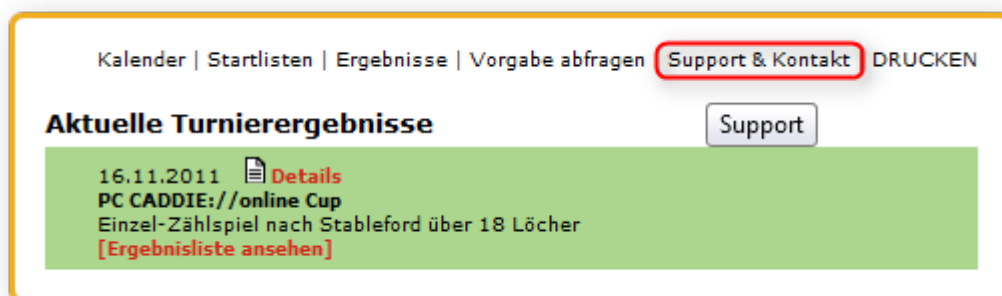 Kalender | Startlisten | Ergebnisse | Vorgabe abfragen | Support & Kontakt | DRUCKEN
Aktuelle Turnierergebnisse Support
16.11.2011 Details
PC CADDIE://online Cup
Einzel-Zählspiel nach Stableford über 18 Löcher
[Ergebnisliste ansehen]